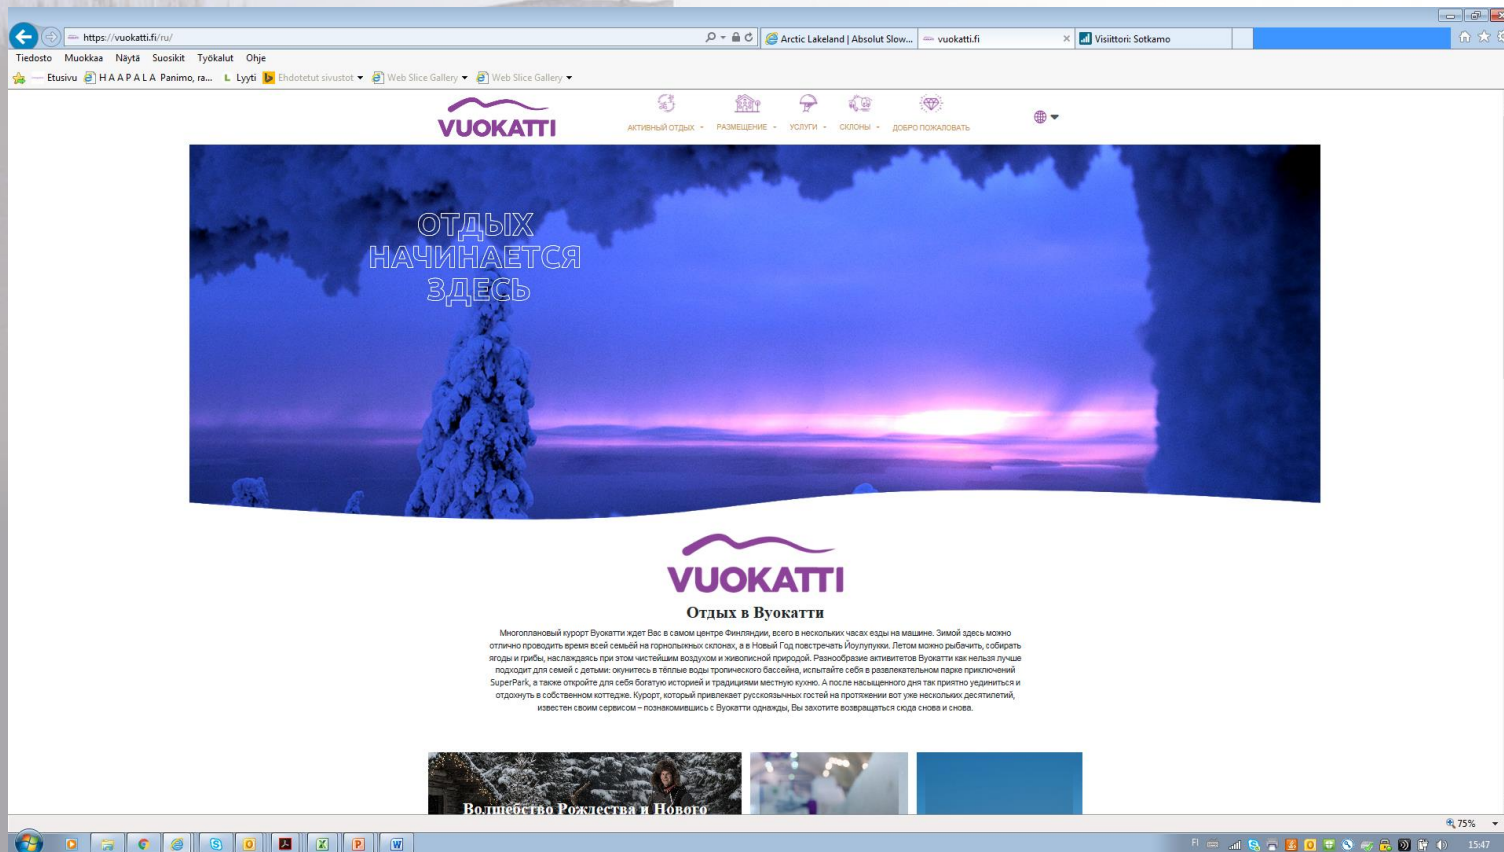 https://vuokatti.fi/ru/
Arctic Lakeland | Absolut Slow...
vuokatti.fi
Visiittori: Sotkamo
Tiedosto Muokkaa Näytä Suosikit Työkalut Ohje
Etusivu H A A P A L A Panimo, ra... L Lyyti Ehdotetut sivustot Web Slice Gallery Web Slice Gallery
VUOKATTI
АКТИВНЫЙ ОТДЫХ РАЗМЕЩЕНИЕ УСЛУГИ СКЛОНЫ ДОБРО ПОЖАЛОВАТЬ
ОТДЫХ
НАЧИНАЕТСЯ
ЗДЕСЬ
VUOKATTI
Отдых в Вуокатти
Многоплановый курорт Вуокатти ждет Вас в самом центре Финляндии, всего в нескольких часах езды на машине. Зимой здесь можно
отлично проводить время всей семьёй на горнолыжных склонах, а в Новый Год повстречать Йоулупукки. Летом можно рыбачить, собирать
ягоды и грибы, наслаждаясь при этом чистейшим воздухом и живописной природой. Разнообразие активитетов Вуокатти как нельзя лучше
подходит для семей с детьми: окунитесь в тёплые воды тропического бассейна, испытайте себя в развлекательном парке приключений
SuperPark, а также откройте для себя богатую историей и традициями местную кухню. А после насыщенного дня так приятно уединиться и
отдохнуть в собственном коттедже. Курорт, который привлекает русскоязычных гостей на протяжении вот уже нескольких десятилетий,
известен своим сервисом – познакомившись с Вуокатти однажды, Вы захотите возвращаться сюда снова и снова.
Волшебство Рождества и Нового
75%
FI
15:47